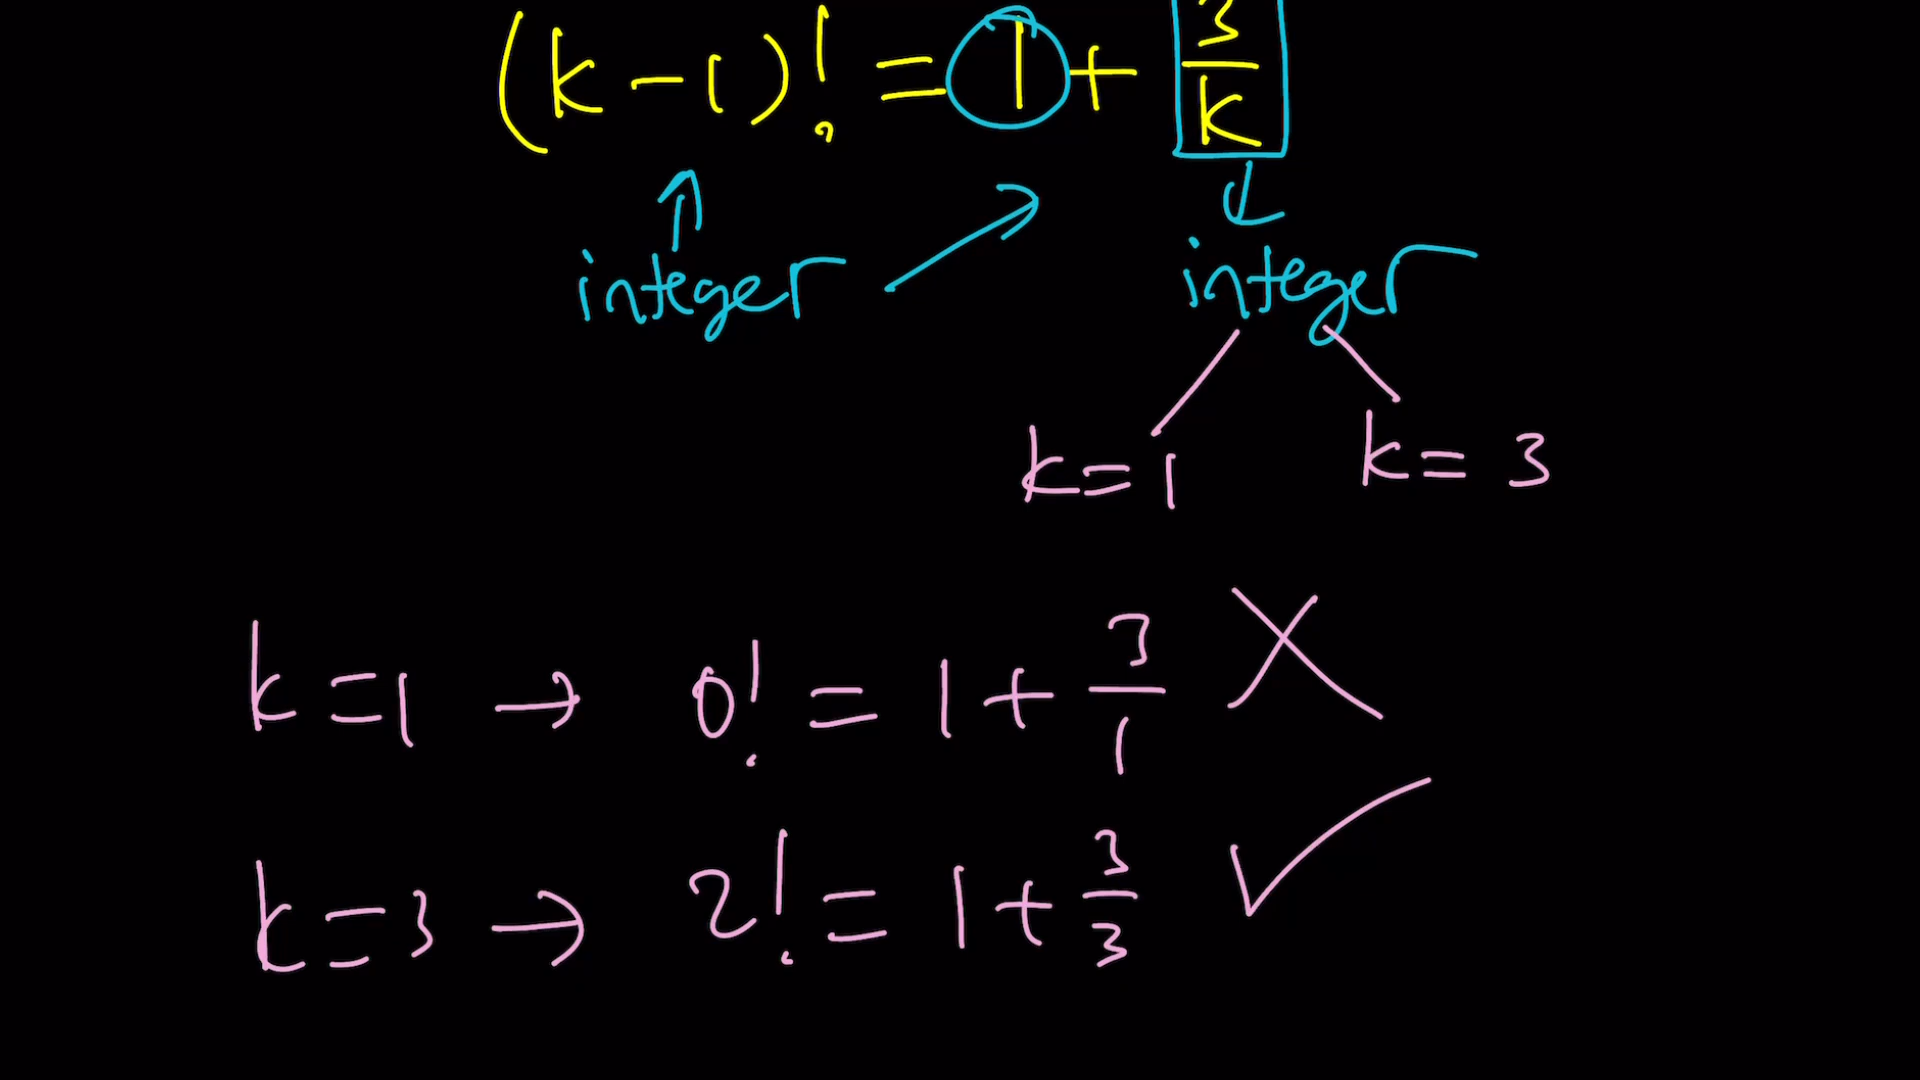 (k-1)! = 1 + 3/k
integer integer
k=1 k=3
k=1 → 0! = 1 + 3/1 X
k=3 → 2! = 1 + 3/3 ✓